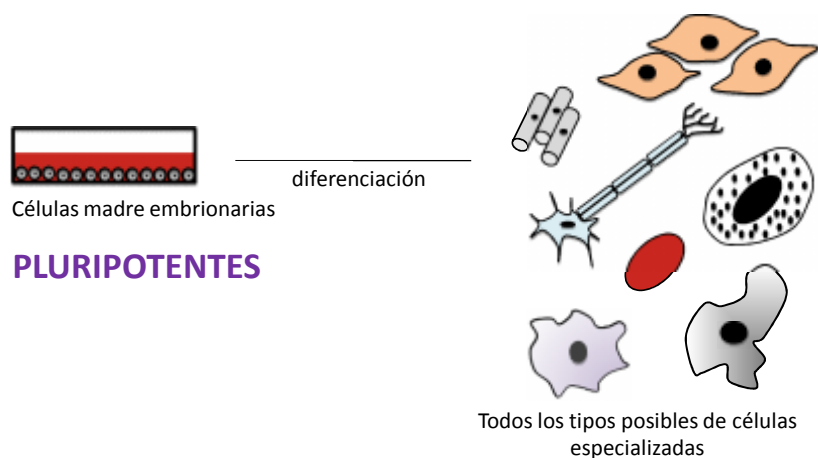 diferenciación
Células madre embrionarias
PLURIPOTENTES
Todos los tipos posibles de células
especializadas